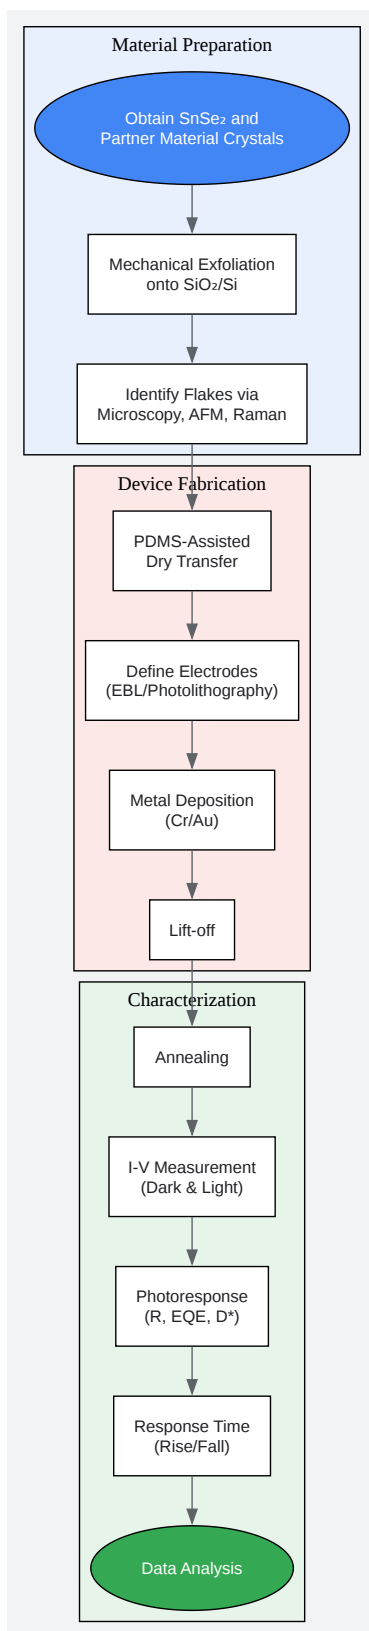 Material Preparation
Obtain SnSe₂ and
Partner Material Crystals
Mechanical Exfoliation
onto SiO₂/Si
Identify Flakes via
Microscopy, AFM, Raman
Device Fabrication
PDMS-Assisted
Dry Transfer
Define Electrodes
(EBL/Photolithography)
Metal Deposition
(Cr/Au)
Lift-off
Characterization
Annealing
I-V Measurement
(Dark & Light)
Photoresponse
(R, EQE, D*)
Response Time
(Rise/Fall)
Data Analysis